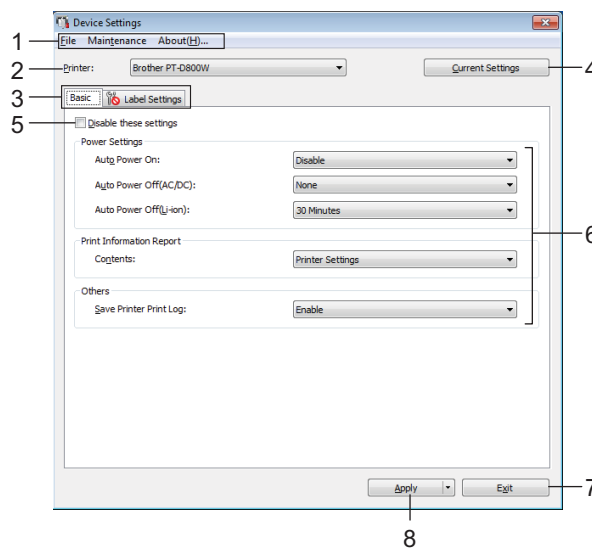 Device Settings
1
File Maintenance About(H)...
2
Printer: Brother PT-D800W Current Settings
4
3
Basic Label Settings
5
Disable these settings
Power Settings
Auto Power On: Disable
Auto Power Off(AC/DC): None
Auto Power Off(Li-ion): 30 Minutes
6
Print Information Report
Contents: Printer Settings
Others
Save Printer Print Log: Enable
Apply Exit
7
8